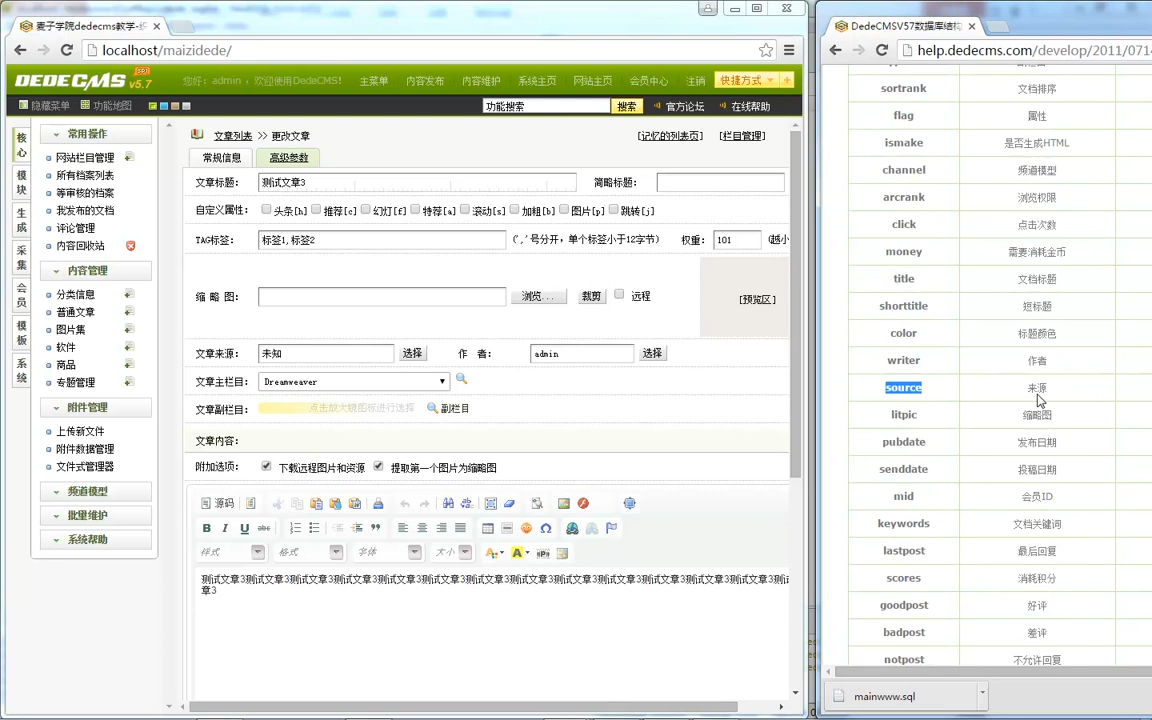 麦子学院dedecms教学-
localhost/maizidede/
DEDECMS V5.7
您好：admin ，欢迎使用DedeCMS！ 主菜单 内容发布 内容维护 系统主页 网站主页 会员中心 注销 快捷方式
隐藏菜单 功能地图 功能搜索 搜索 官方论坛 在线帮助
核心
模块
生成
采集
会员
模板
系统
常用操作
网站栏目管理
所有档案列表
等审核的档案
我发布的文档
评论管理
内容回收站
内容管理
分类信息
普通文章
图片集
软件
商品
专题管理
附件管理
上传新文件
附件数据管理
文件式管理器
频道模型
批量维护
系统帮助
文章列表 >> 更改文章 [记忆的列表页] [栏目管理]
常规信息 高级参数
文章标题： 测试文章3 简略标题：
自定义属性： 头条[h] 推荐[c] 幻灯[f] 特荐[a] 滚动[s] 加粗[b] 图片[p] 跳转[j]
TAG标签： 标签1,标签2 (','号分开，单个标签小于12字节) 权重： 101 (越小
缩 略 图： 浏览... 裁剪 远程 [预览区]
文章来源： 未知 选择 作 者： admin 选择
文章主栏目： Dreamweaver
文章副栏目： 点击放大镜图标进行选择 副栏目
文章内容：
附加选项： 下载远程图片和资源 提取第一个图片为缩略图
源码
B I U abc
样式 格式 字体 大小
测试文章3测试文章3测试文章3测试文章3测试文章3测试文章3测试文章3测试文章3测试文章3测试文章3测试文章3测试文章3测试文章3测
章3
DedeCMSV57数据库结构
help.dedecms.com/develop/2011/071
sortrank 文档排序
flag 属性
ismake 是否生成HTML
channel 频道模型
arcrank 浏览权限
click 点击次数
money 需要消耗金币
title 文档标题
shorttitle 短标题
color 标题颜色
writer 作者
source 来源
litpic 缩略图
pubdate 发布日期
senddate 投稿日期
mid 会员ID
keywords 文档关键词
lastpost 最后回复
scores 消耗积分
goodpost 好评
badpost 差评
notpost 不允许回复
mainwww.sql